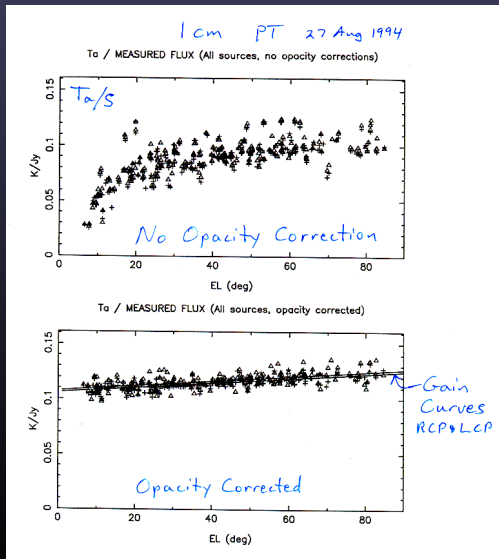 1 cm PT 27 Aug 1994
Ta / MEASURED FLUX (All sources, no opacity corrections)
Ta/S
0.15
0.1
0.05
0
K/Jy
No Opacity Correction
0 20 40 60 80
EL (deg)
Ta / MEASURED FLUX (All sources, opacity corrected)
0.15
0.1
0.05
0
K/Jy
Gain
Curves
RCP & LCP
Opacity Corrected
0 20 40 60 80
EL (deg)